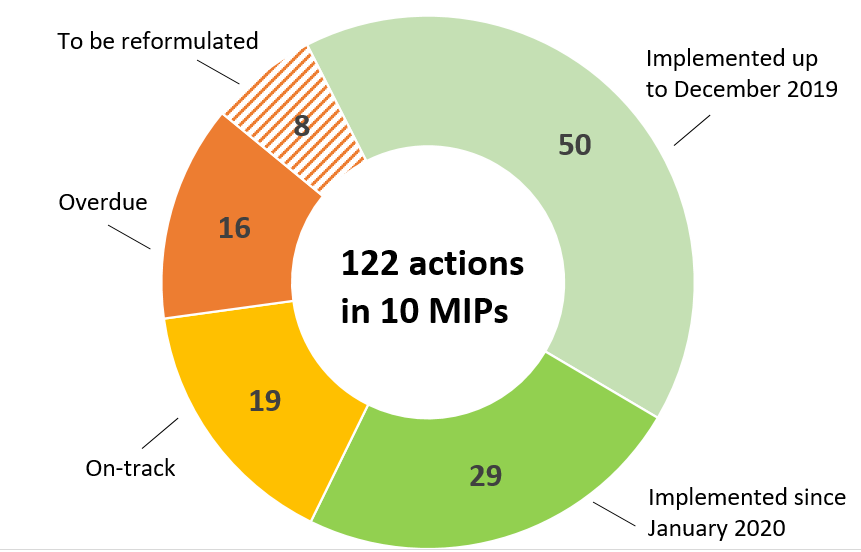 To be reformulated
Implemented up
to December 2019
8
50
Overdue
16
122 actions
in 10 MIPs
19
On-track
29
Implemented since
January 2020